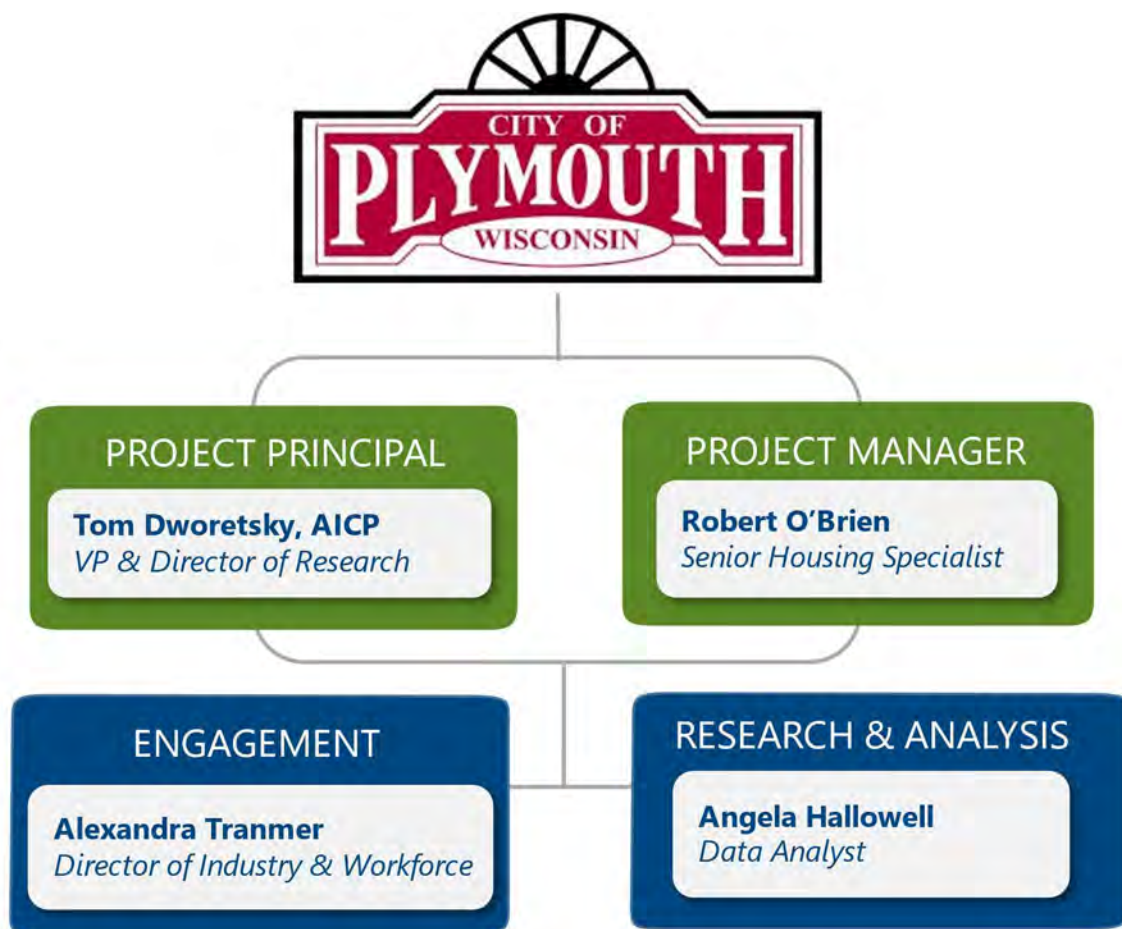 CITY OF
PLYMOUTH
WISCONSIN
PROJECT PRINCIPAL
Tom Dworetsky, AICP
VP & Director of Research
PROJECT MANAGER
Robert O’Brien
Senior Housing Specialist
ENGAGEMENT
Alexandra Tranmer
Director of Industry & Workforce
RESEARCH & ANALYSIS
Angela Hallowell
Data Analyst